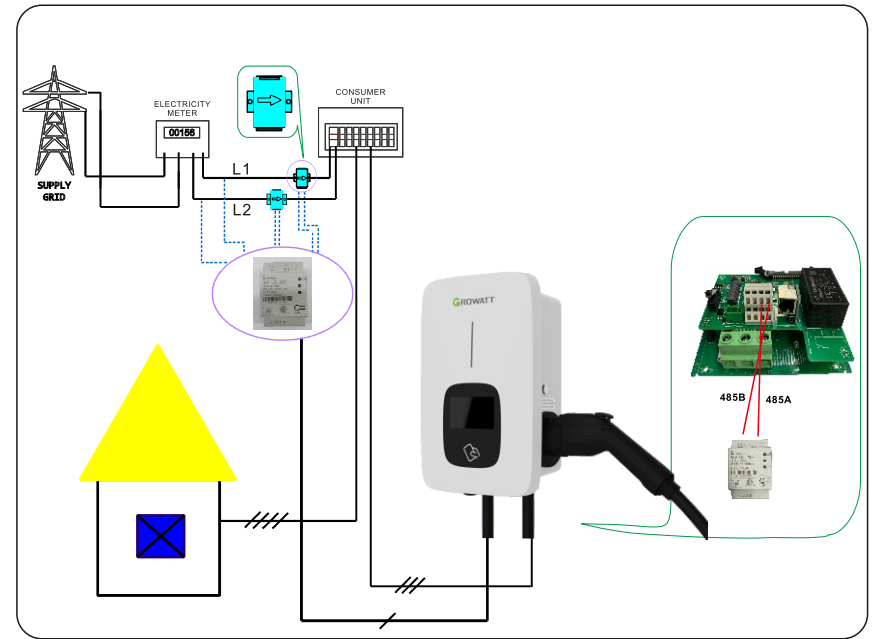 ELECTRICITY
METER
00156
CONSUMER
UNIT
L1
L2
SUPPLY
GRID
GROWATT
485B
485A